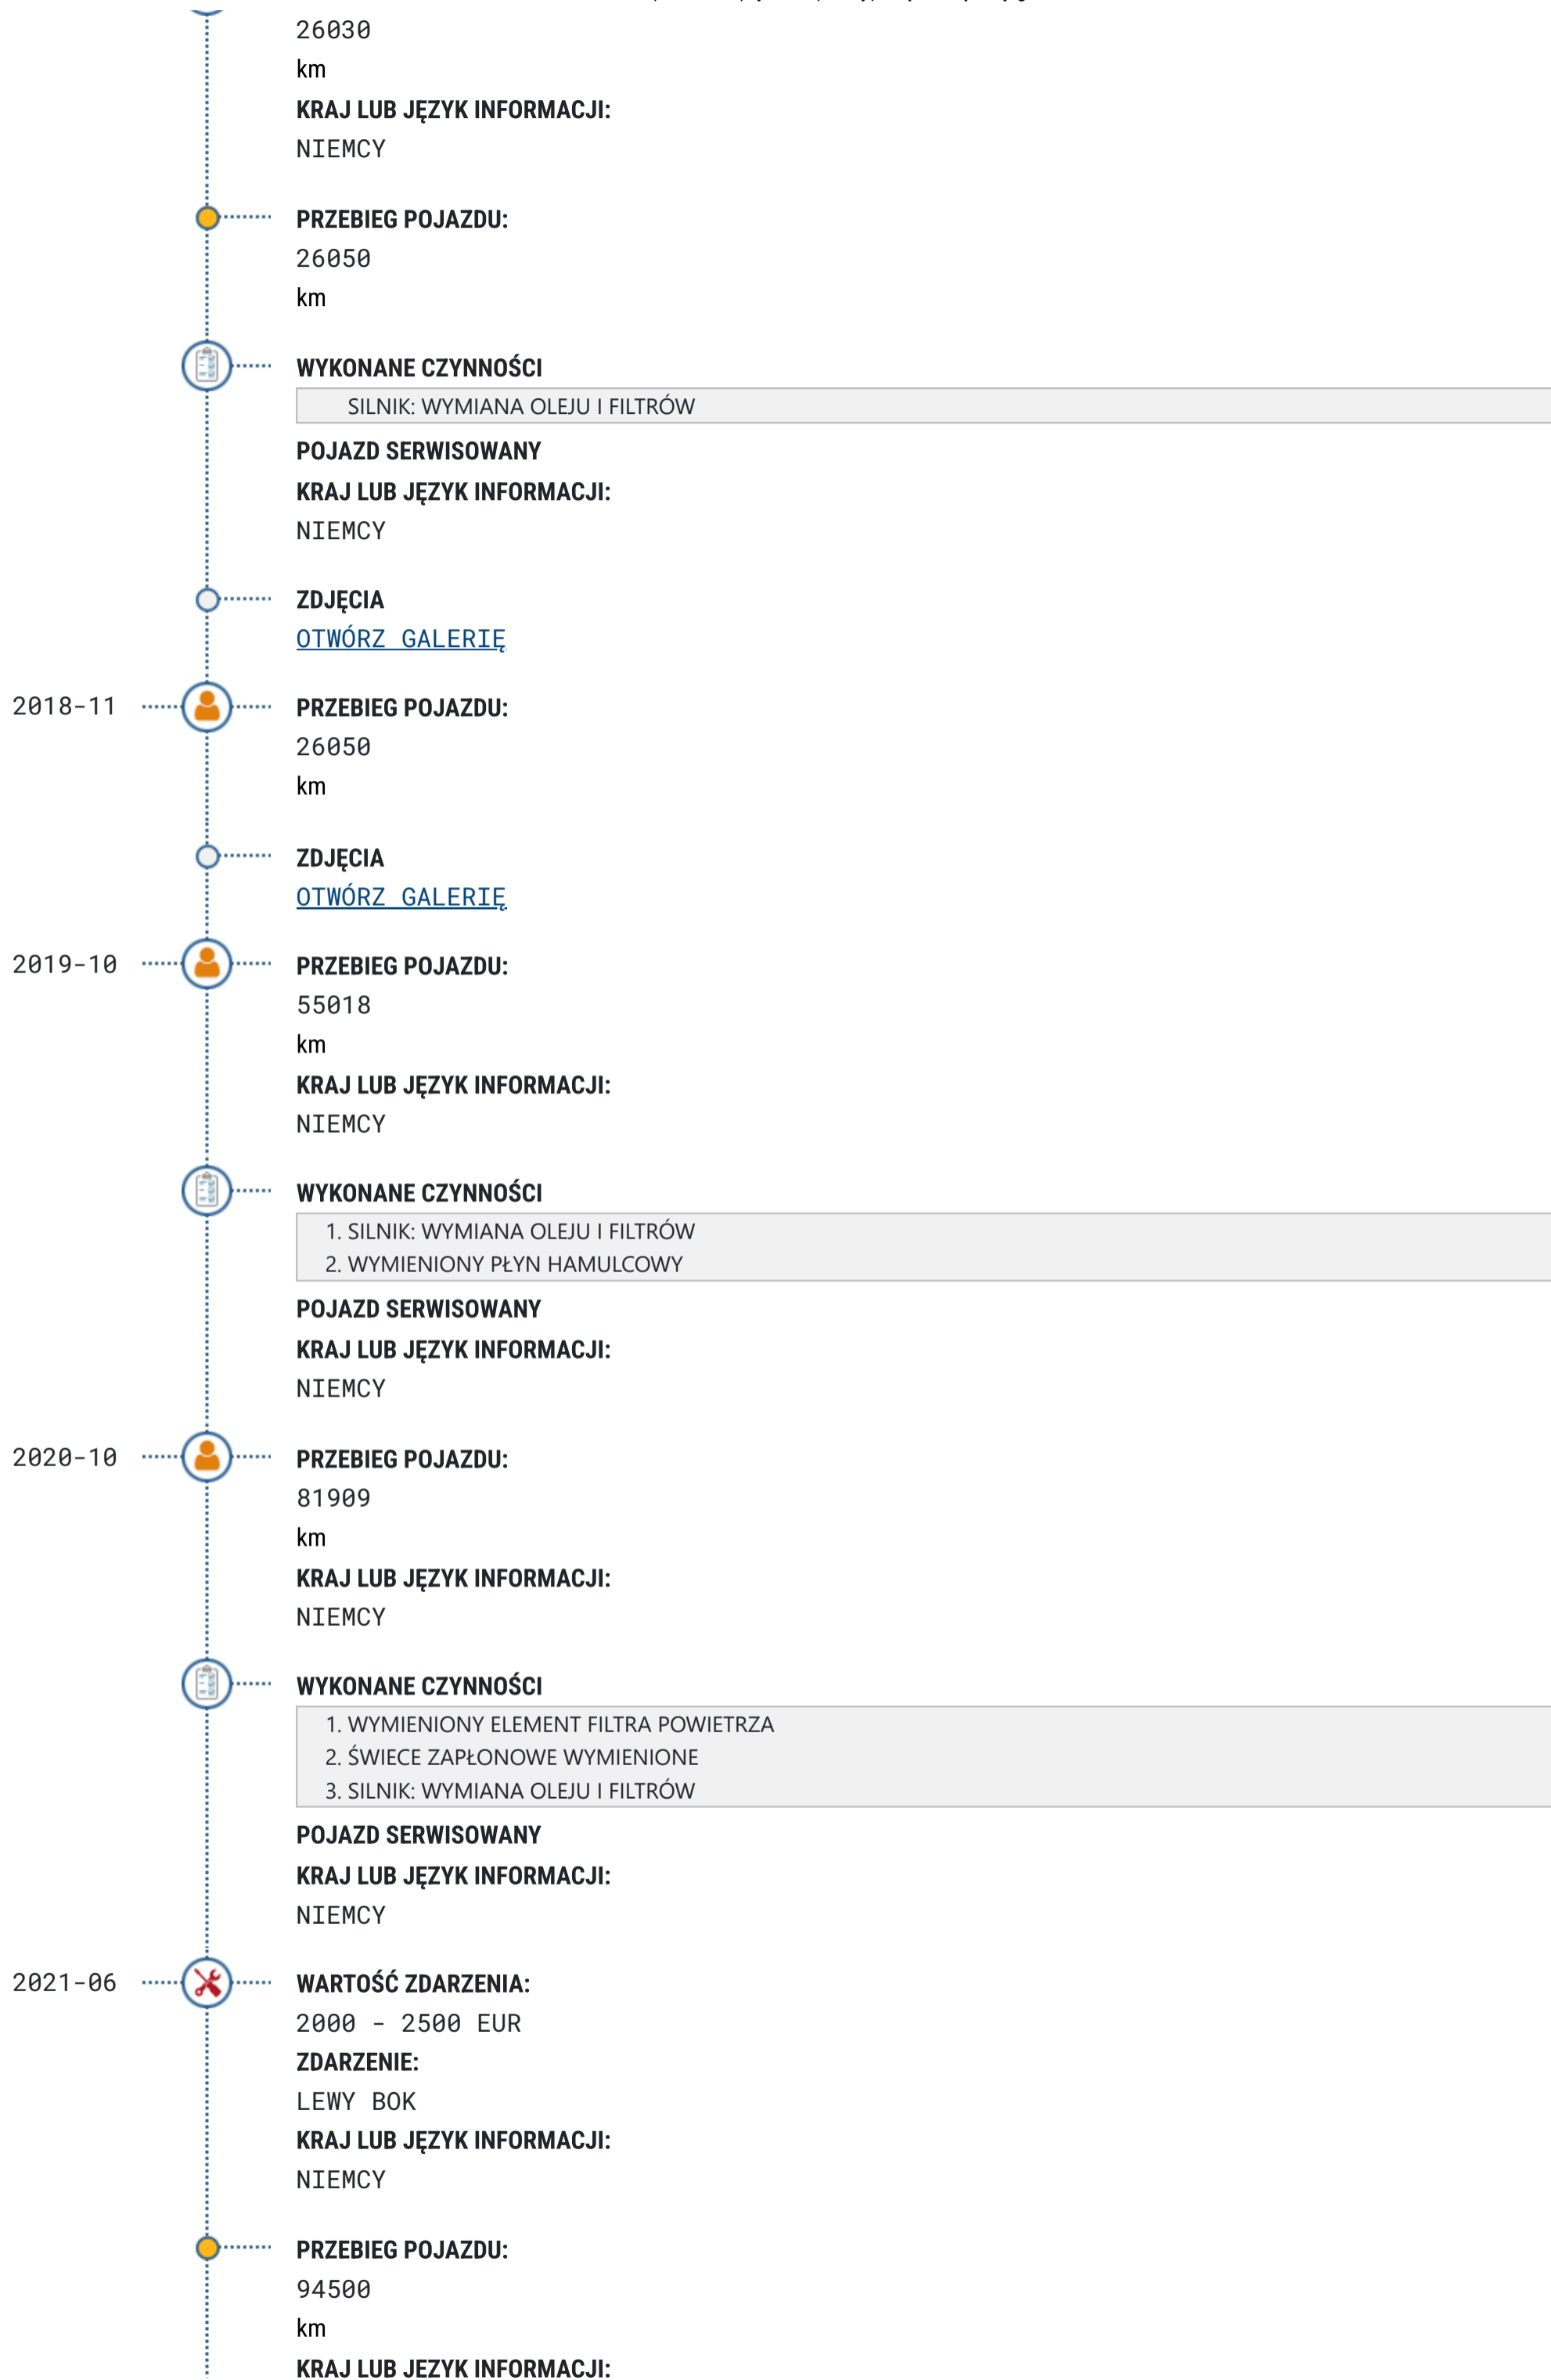 26030
km
KRAJ LUB JĘZYK INFORMACJI:
NIEMCY
PRZEBIEG POJAZDU:
26050
km
WYKONANE CZYNNOŚCI
SILNIK: WYMIANA OLEJU I FILTRÓW
POJAZD SERWISOWANY
KRAJ LUB JĘZYK INFORMACJI:
NIEMCY
ZDJĘCIA
OTWÓRZ GALERIĘ
2018-11
PRZEBIEG POJAZDU:
26050
km
ZDJĘCIA
OTWÓRZ GALERIĘ
2019-10
PRZEBIEG POJAZDU:
55018
km
KRAJ LUB JĘZYK INFORMACJI:
NIEMCY
WYKONANE CZYNNOŚCI
1. SILNIK: WYMIANA OLEJU I FILTRÓW
2. WYMIENIONY PŁYN HAMULCOWY
POJAZD SERWISOWANY
KRAJ LUB JĘZYK INFORMACJI:
NIEMCY
2020-10
PRZEBIEG POJAZDU:
81909
km
KRAJ LUB JĘZYK INFORMACJI:
NIEMCY
WYKONANE CZYNNOŚCI
1. WYMIENIONY ELEMENT FILTRA POWIETRZA
2. ŚWIECE ZAPŁONOWE WYMIENIONE
3. SILNIK: WYMIANA OLEJU I FILTRÓW
POJAZD SERWISOWANY
KRAJ LUB JĘZYK INFORMACJI:
NIEMCY
2021-06
WARTOŚĆ ZDARZENIA:
2000 - 2500 EUR
ZDARZENIE:
LEWY BOK
KRAJ LUB JĘZYK INFORMACJI:
NIEMCY
PRZEBIEG POJAZDU:
94500
km
KRAJ LUB JĘZYK INFORMACJI: